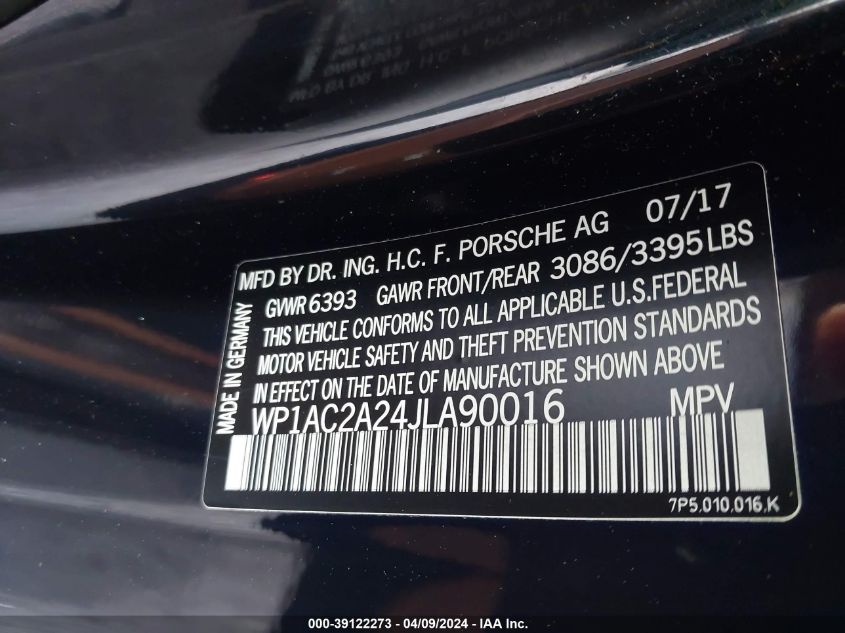 MFD BY DR. ING. H.C. F. PORSCHE AG 07/17
GVWR 6393 GAWR FRONT/REAR 3086/3395 LBS
THIS VEHICLE CONFORMS TO ALL APPLICABLE U.S.FEDERAL
MOTOR VEHICLE SAFETY AND THEFT PREVENTION STANDARDS
IN EFFECT ON THE DATE OF MANUFACTURE SHOWN ABOVE
WP1AC2A24JLA90016 MPV
MADE IN GERMANY
7P5.010.016.K
000-39122273 - 04/09/2024 - IAA Inc.